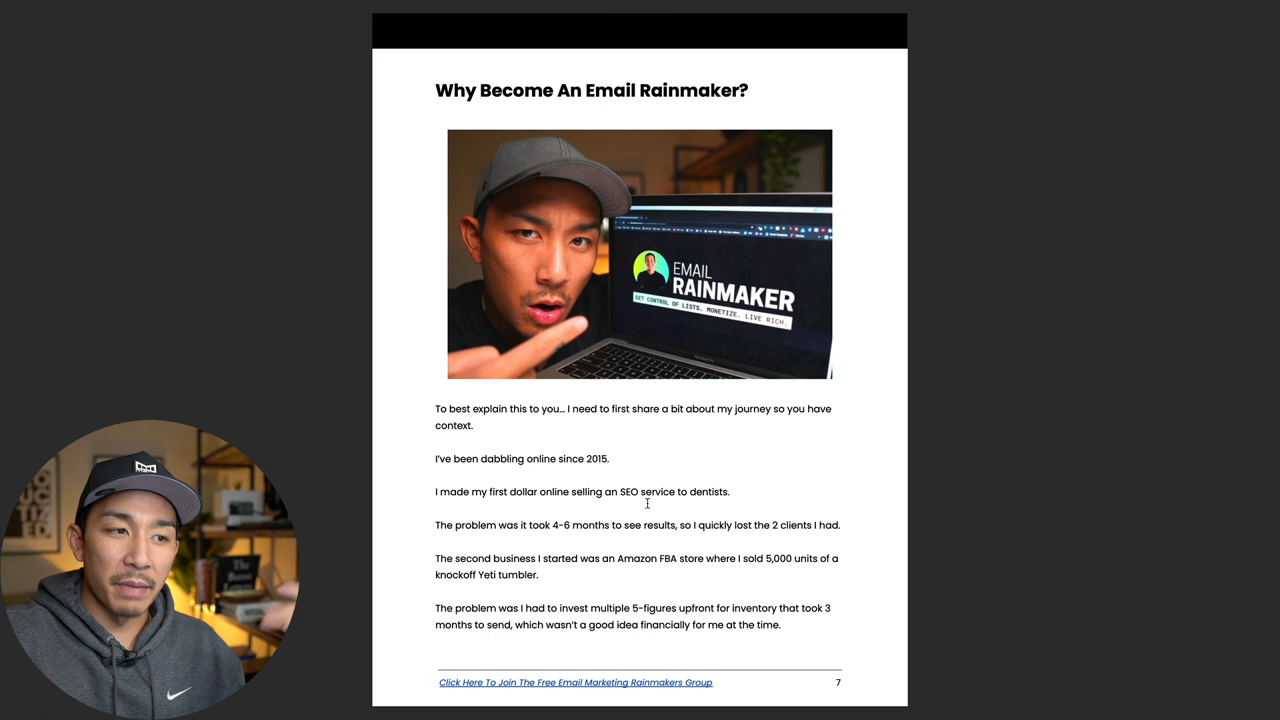 Why Become An Email Rainmaker?
EMAIL
RAINMAKER
GET CONTROL OF LISTS. MONETIZE. LIVE RICH.
To best explain this to you… I need to first share a bit about my journey so you have
context.
I've been dabbling online since 2015.
I made my first dollar online selling an SEO service to dentists.
The problem was it took 4-6 months to see results, so I quickly lost the 2 clients I had.
The second business I started was an Amazon FBA store where I sold 5,000 units of a
knockoff Yeti tumbler.
The problem was I had to invest multiple 5-figures upfront for inventory that took 3
months to send, which wasn't a good idea financially for me at the time.
Click Here To Join The Free Email Marketing Rainmakers Group
7